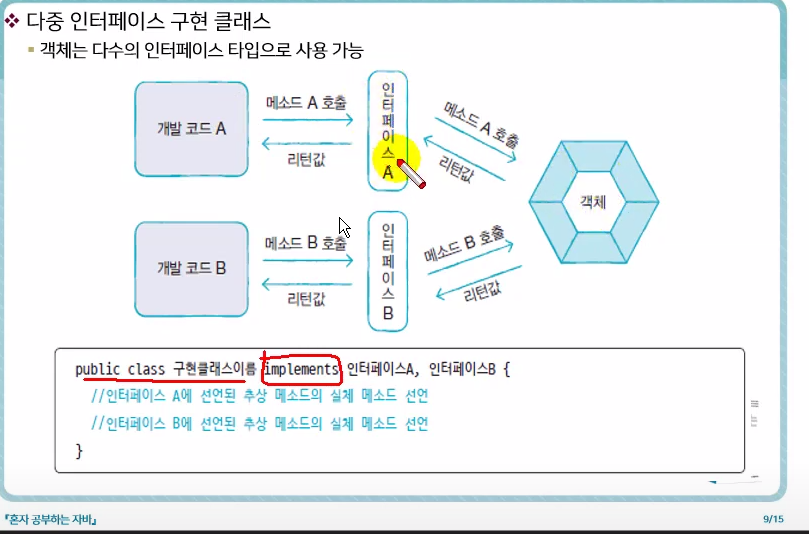 ❖ 다중 인터페이스 구현 클래스
▪ 객체는 다수의 인터페이스 타입으로 사용 가능
개발 코드 A
메소드 A 호출
리턴값
인터페이스 A
메소드 A 호출
리턴값
객체
개발 코드 B
메소드 B 호출
리턴값
인터페이스 B
메소드 B 호출
리턴값
public class 구현클래스이름 implements 인터페이스A, 인터페이스B {
//인터페이스 A에 선언된 추상 메소드의 실체 메소드 선언
//인터페이스 B에 선언된 추상 메소드의 실체 메소드 선언
}
『혼자 공부하는 자바』
9/15